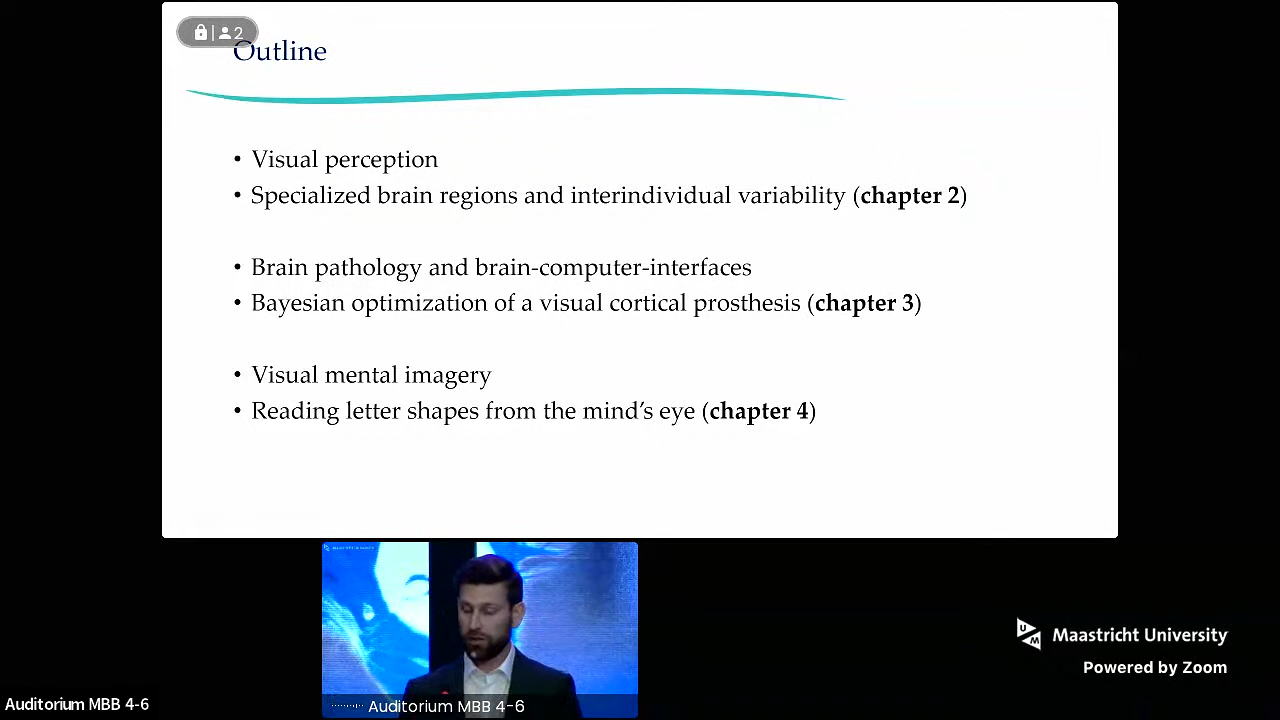 2
Outline
• Visual perception
• Specialized brain regions and interindividual variability (chapter 2)
• Brain pathology and brain-computer-interfaces
• Bayesian optimization of a visual cortical prosthesis (chapter 3)
• Visual mental imagery
• Reading letter shapes from the mind's eye (chapter 4)
UM Maastricht University
Powered by Zoom
Auditorium MBB 4-6
Auditorium MBB 4-6